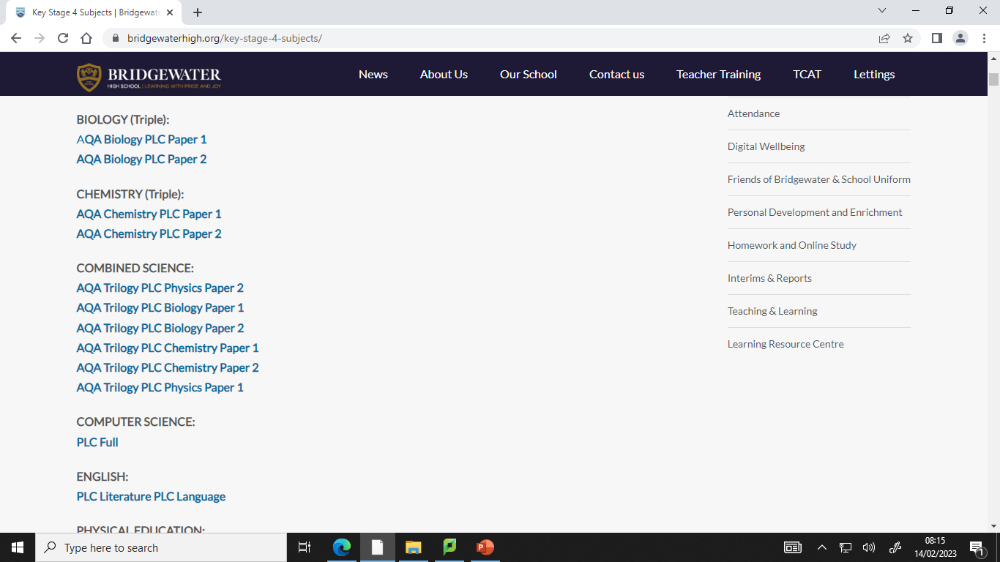 Key Stage 4 Subjects | Bridgewate
bridgewaterhigh.org/key-stage-4-subjects/
BRIDGEWATER
HIGH SCHOOL | LEARNING WITH PRIDE AND JOY
News About Us Our School Contact us Teacher Training TCAT Lettings
BIOLOGY (Triple):
AQA Biology PLC Paper 1
AQA Biology PLC Paper 2
CHEMISTRY (Triple):
AQA Chemistry PLC Paper 1
AQA Chemistry PLC Paper 2
COMBINED SCIENCE:
AQA Trilogy PLC Physics Paper 2
AQA Trilogy PLC Biology Paper 1
AQA Trilogy PLC Biology Paper 2
AQA Trilogy PLC Chemistry Paper 1
AQA Trilogy PLC Chemistry Paper 2
AQA Trilogy PLC Physics Paper 1
COMPUTER SCIENCE:
PLC Full
ENGLISH:
PLC Literature PLC Language
PHYSICAL EDUCATION:
Attendance
Digital Wellbeing
Friends of Bridgewater & School Uniform
Personal Development and Enrichment
Homework and Online Study
Interims & Reports
Teaching & Learning
Learning Resource Centre
Type here to search
08:15
14/02/2023
1